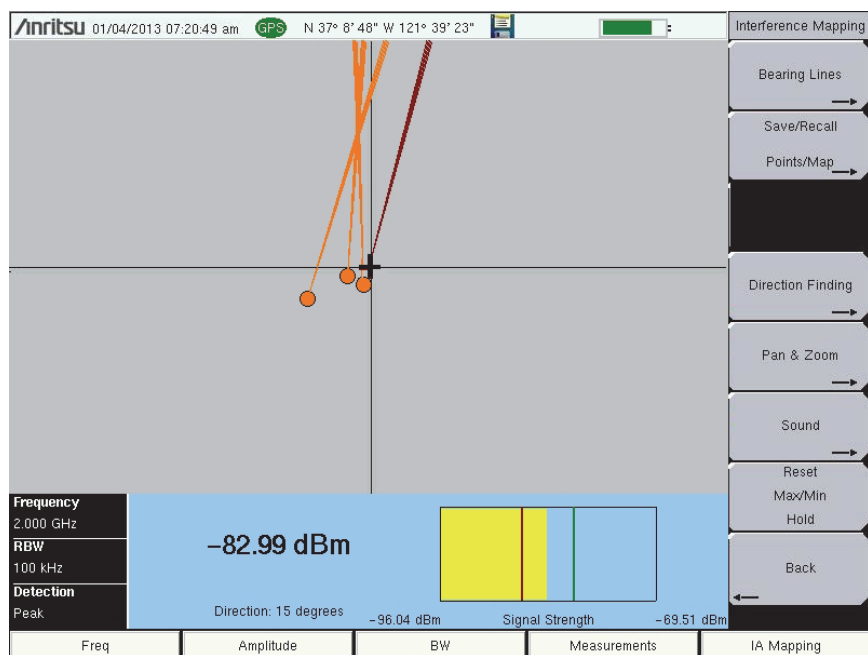 Anritsu 01/04/2013 07:20:49 am GPS N 37° 8' 48" W 121° 39' 23"
Interference Mapping
Bearing Lines
Save/Recall
Points/Map
Direction Finding
Pan & Zoom
Sound
Reset
Max/Min
Hold
Back
Frequency
2.000 GHz
RBW
100 kHz
Detection
Peak
-82.99 dBm
Direction: 15 degrees
-96.04 dBm Signal Strength -69.51 dBm
Freq Amplitude BW Measurements IA Mapping